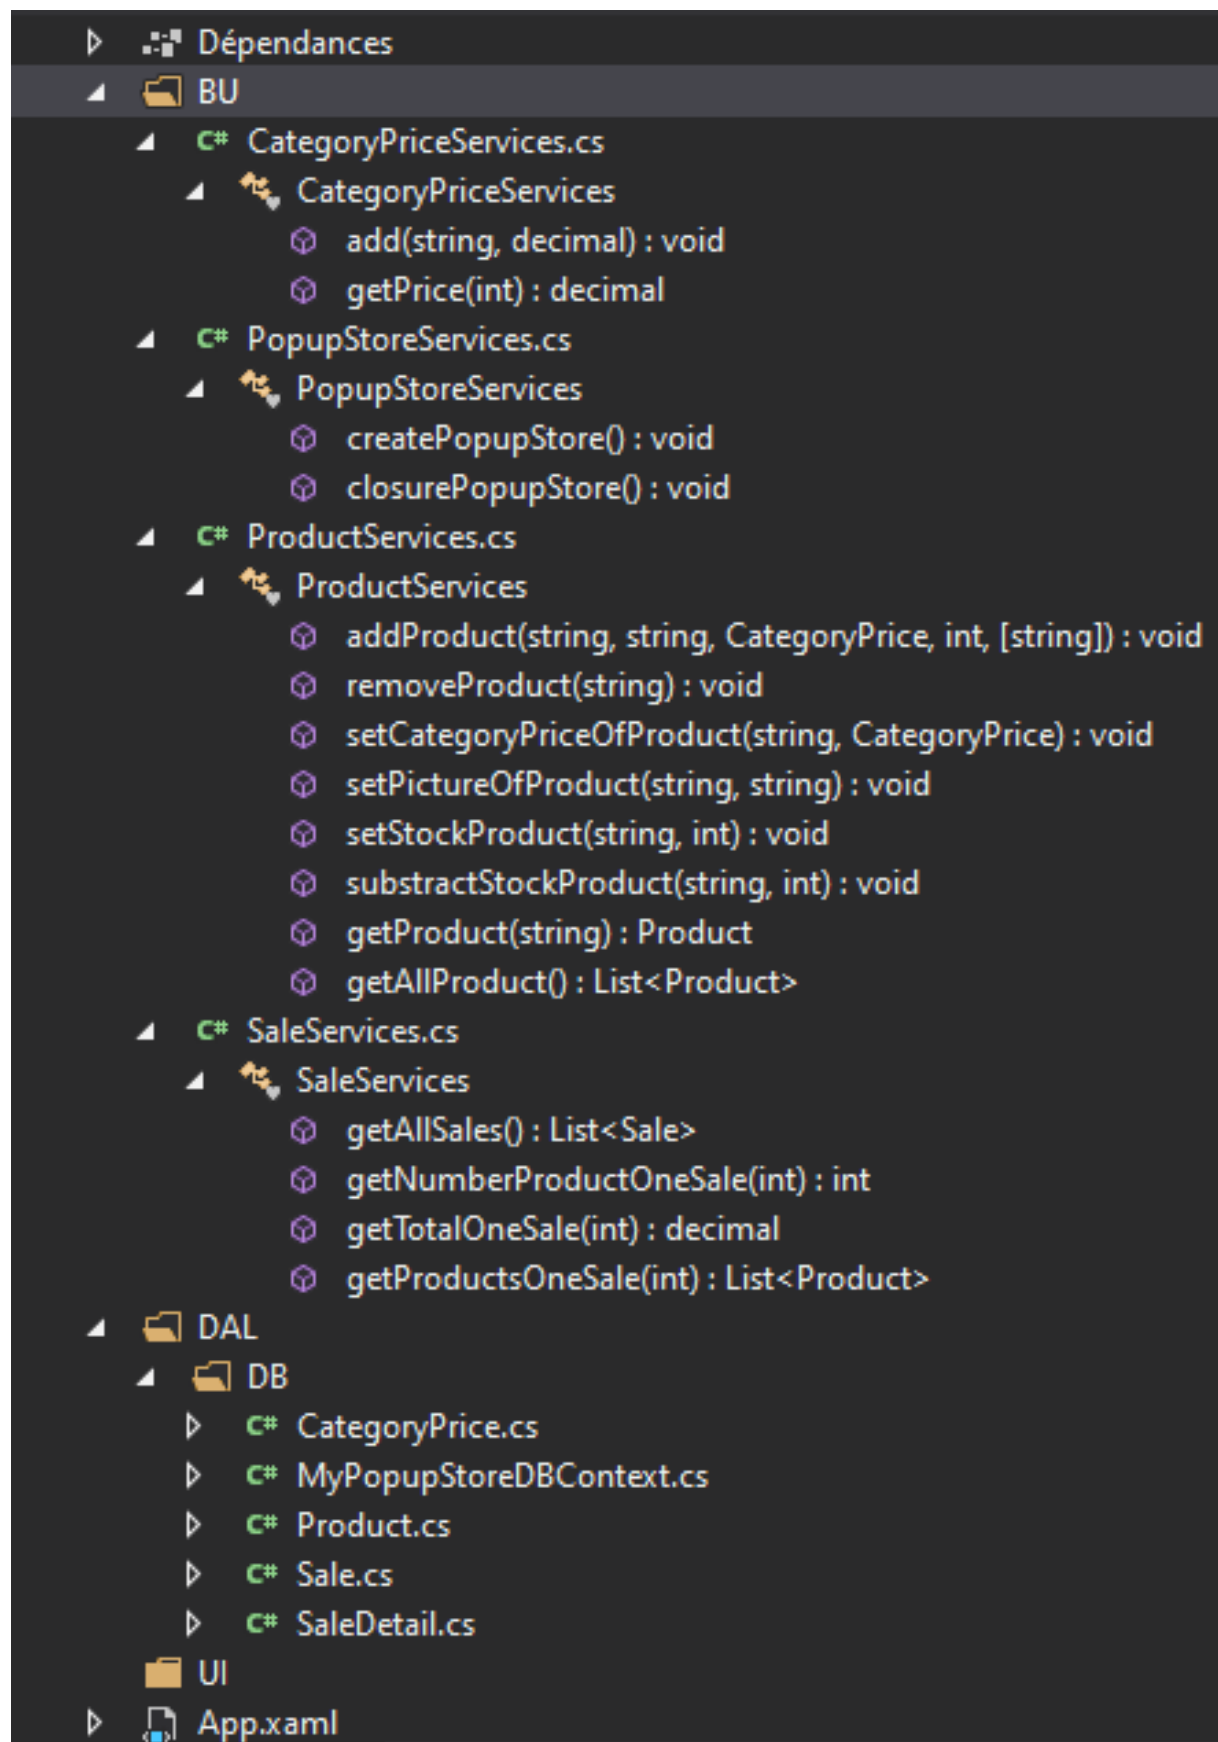 Dépendances
BU
C# CategoryPriceServices.cs
CategoryPriceServices
add(string, decimal) : void
getPrice(int) : decimal
C# PopupStoreServices.cs
PopupStoreServices
createPopupStore() : void
closurePopupStore() : void
C# ProductServices.cs
ProductServices
addProduct(string, string, CategoryPrice, int, [string]) : void
removeProduct(string) : void
setCategoryPriceOfProduct(string, CategoryPrice) : void
setPictureOfProduct(string, string) : void
setStockProduct(string, int) : void
substractStockProduct(string, int) : void
getProduct(string) : Product
getAllProduct() : List<Product>
C# SaleServices.cs
SaleServices
getAllSales() : List<Sale>
getNumberProductOneSale(int) : int
getTotalOneSale(int) : decimal
getProductsOneSale(int) : List<Product>
DAL
DB
C# CategoryPrice.cs
C# MyPopupStoreDBContext.cs
C# Product.cs
C# Sale.cs
C# SaleDetail.cs
UI
App.xaml